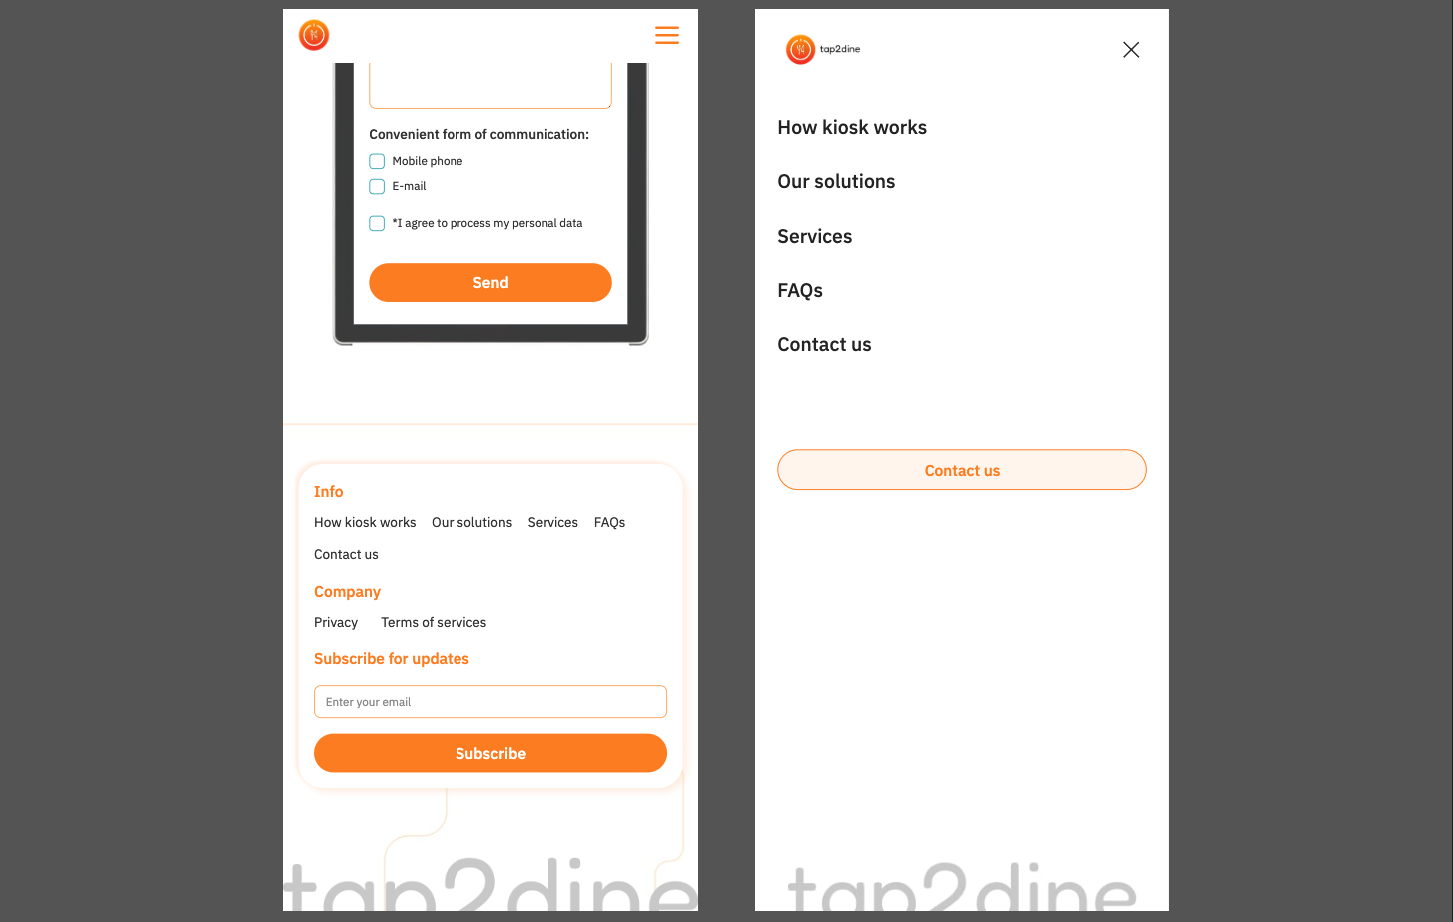 Convenient form of communication:
Mobile phone
E-mail
*I agree to process my personal data
Send
Info
How kiosk works Our solutions Services FAQs
Contact us
Company
Privacy Terms of services
Subscribe for updates
Enter your email
Subscribe
tap2dine
tap2dine
How kiosk works
Our solutions
Services
FAQs
Contact us
Contact us
tap2dine